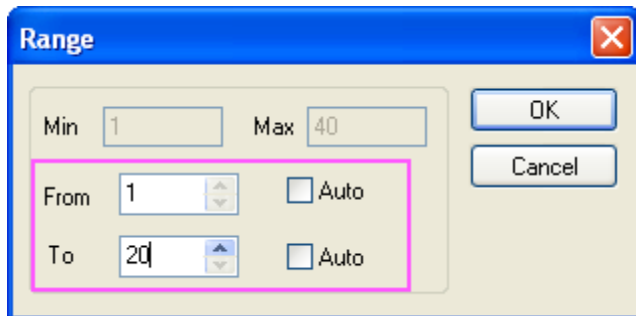 Range
Min 1 Max 40
OK
From 1 Auto
Cancel
To 20 Auto